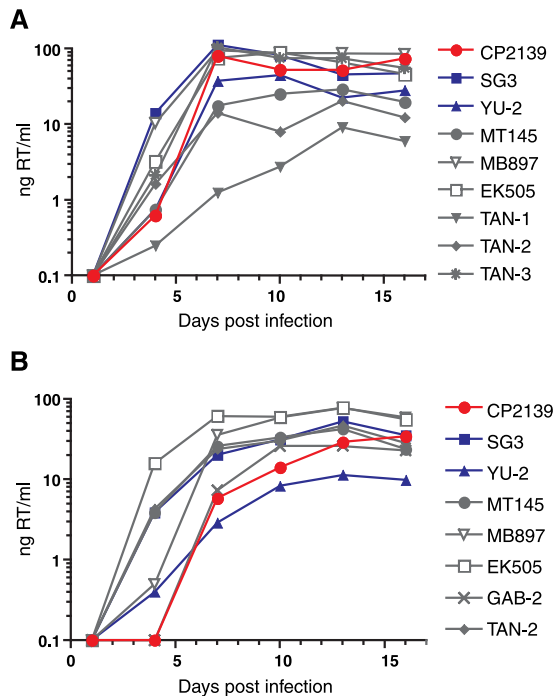 A
ng RT/ml
100
10
1
0.1
0
5
10
15
Days post infection
CP2139
SG3
YU-2
MT145
MB897
EK505
TAN-1
TAN-2
TAN-3
B
ng RT/ml
100
10
1
0.1
0
5
10
15
Days post infection
CP2139
SG3
YU-2
MT145
MB897
EK505
GAB-2
TAN-2